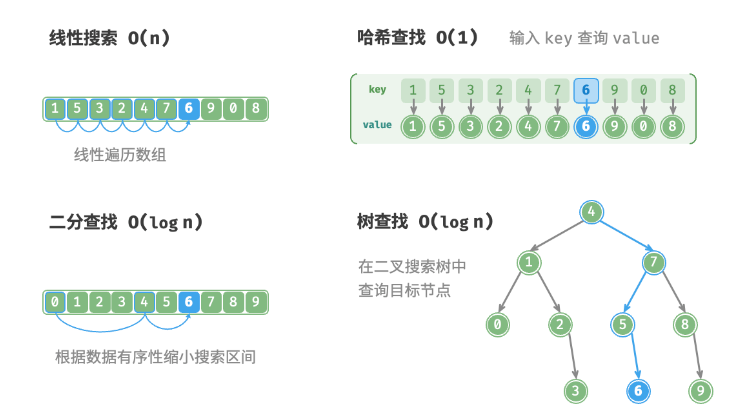 线性搜索 O(n)
1 5 3 2 4 7 6 9 0 8
线性遍历数组
哈希查找 O(1) 输入 key 查询 value
key 1 5 3 2 4 7 6 9 0 8
value 1 5 3 2 4 7 6 9 0 8
二分查找 O(log n)
0 1 2 3 4 5 6 7 8 9
根据数据有序性缩小搜索区间
树查找 O(log n)
在二叉搜索树中
查询目标节点
4
1 7
0 2 5 8
3 6 9